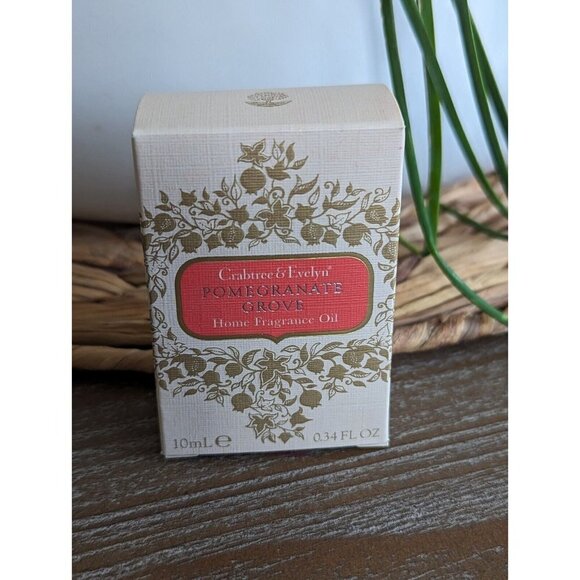 Crabtree & Evelyn®
POMEGRANATE
GROVE
Home Fragrance Oil
10mL ℮ 0.34 FL OZ